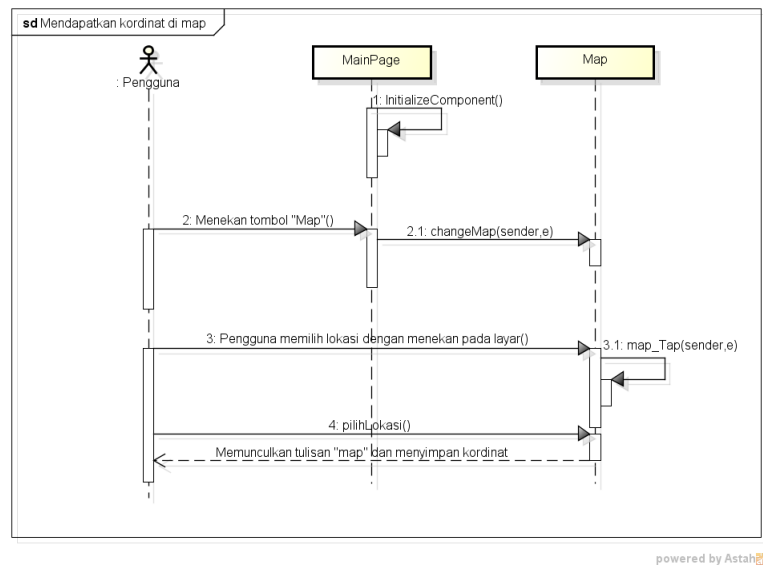 sd Mendapatkan kordinat di map
: Pengguna
MainPage
Map
1: InitializeComponent()
2: Menekan tombol "Map"()
2.1: changeMap(sender,e)
3: Pengguna memilih lokasi dengan menekan pada layar()
3.1: map_Tap(sender,e)
4: pilihLokasi()
Memunculkan tulisan "map" dan menyimpan kordinat
powered by Astah